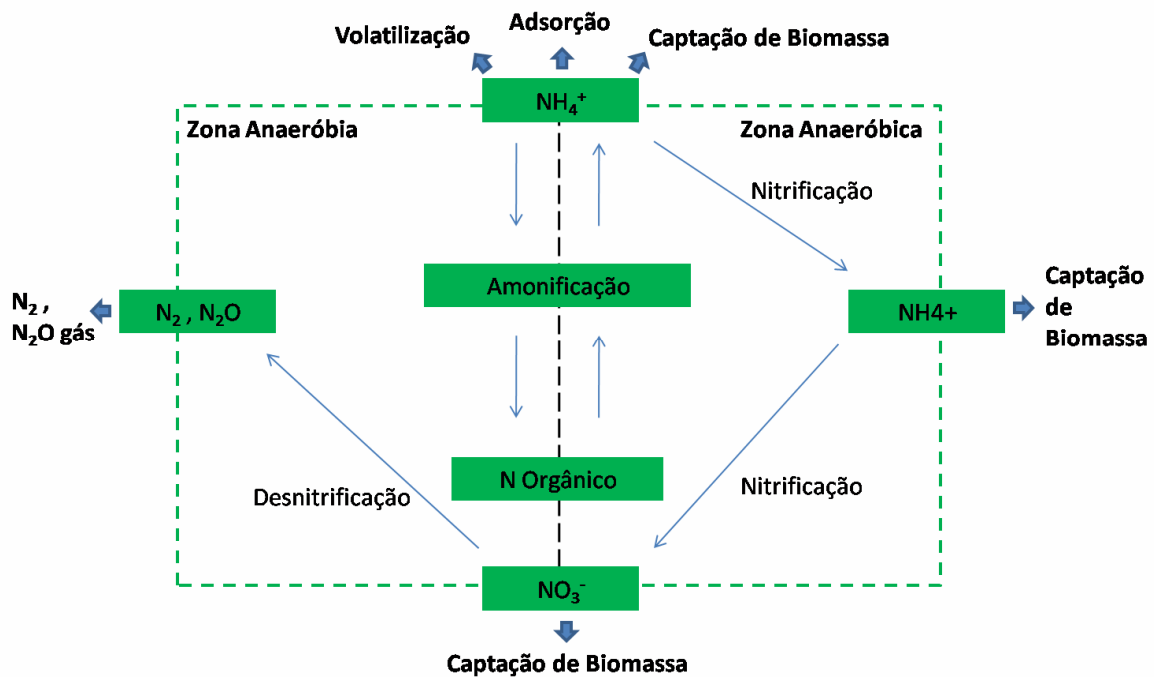 Adsorção
Volatilização
Captação de Biomassa
NH₄⁺
Zona Anaeróbia
Zona Anaeróbica
Nitrificação
Amonificação
N₂ , N₂O
N₂ ,
N₂O gás
NH4+
Captação
de
Biomassa
N Orgânico
Desnitrificação
Nitrificação
NO₃⁻
Captação de Biomassa